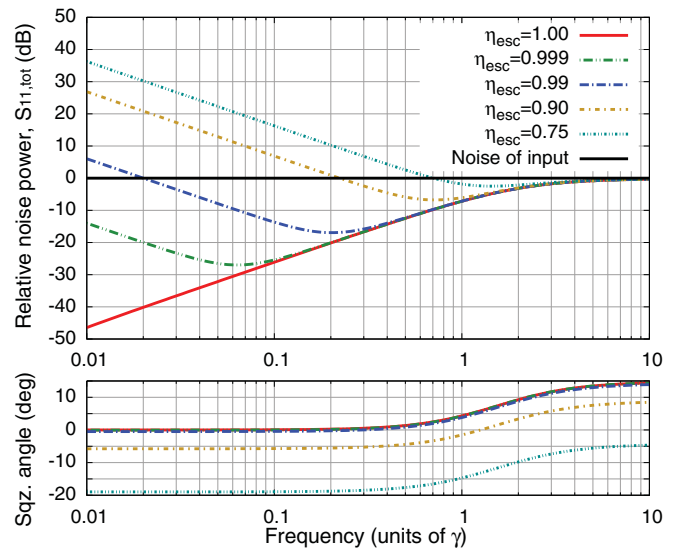 Relative noise power, S11,tot (dB)
50
40
30
20
10
0
-10
-20
-30
-40
-50
0.01
0.1
1
10
ηesc=1.00
ηesc=0.999
ηesc=0.99
ηesc=0.90
ηesc=0.75
Noise of input
Sqz. angle (deg)
10
0
-10
-20
0.01
0.1
1
10
Frequency (units of γ)